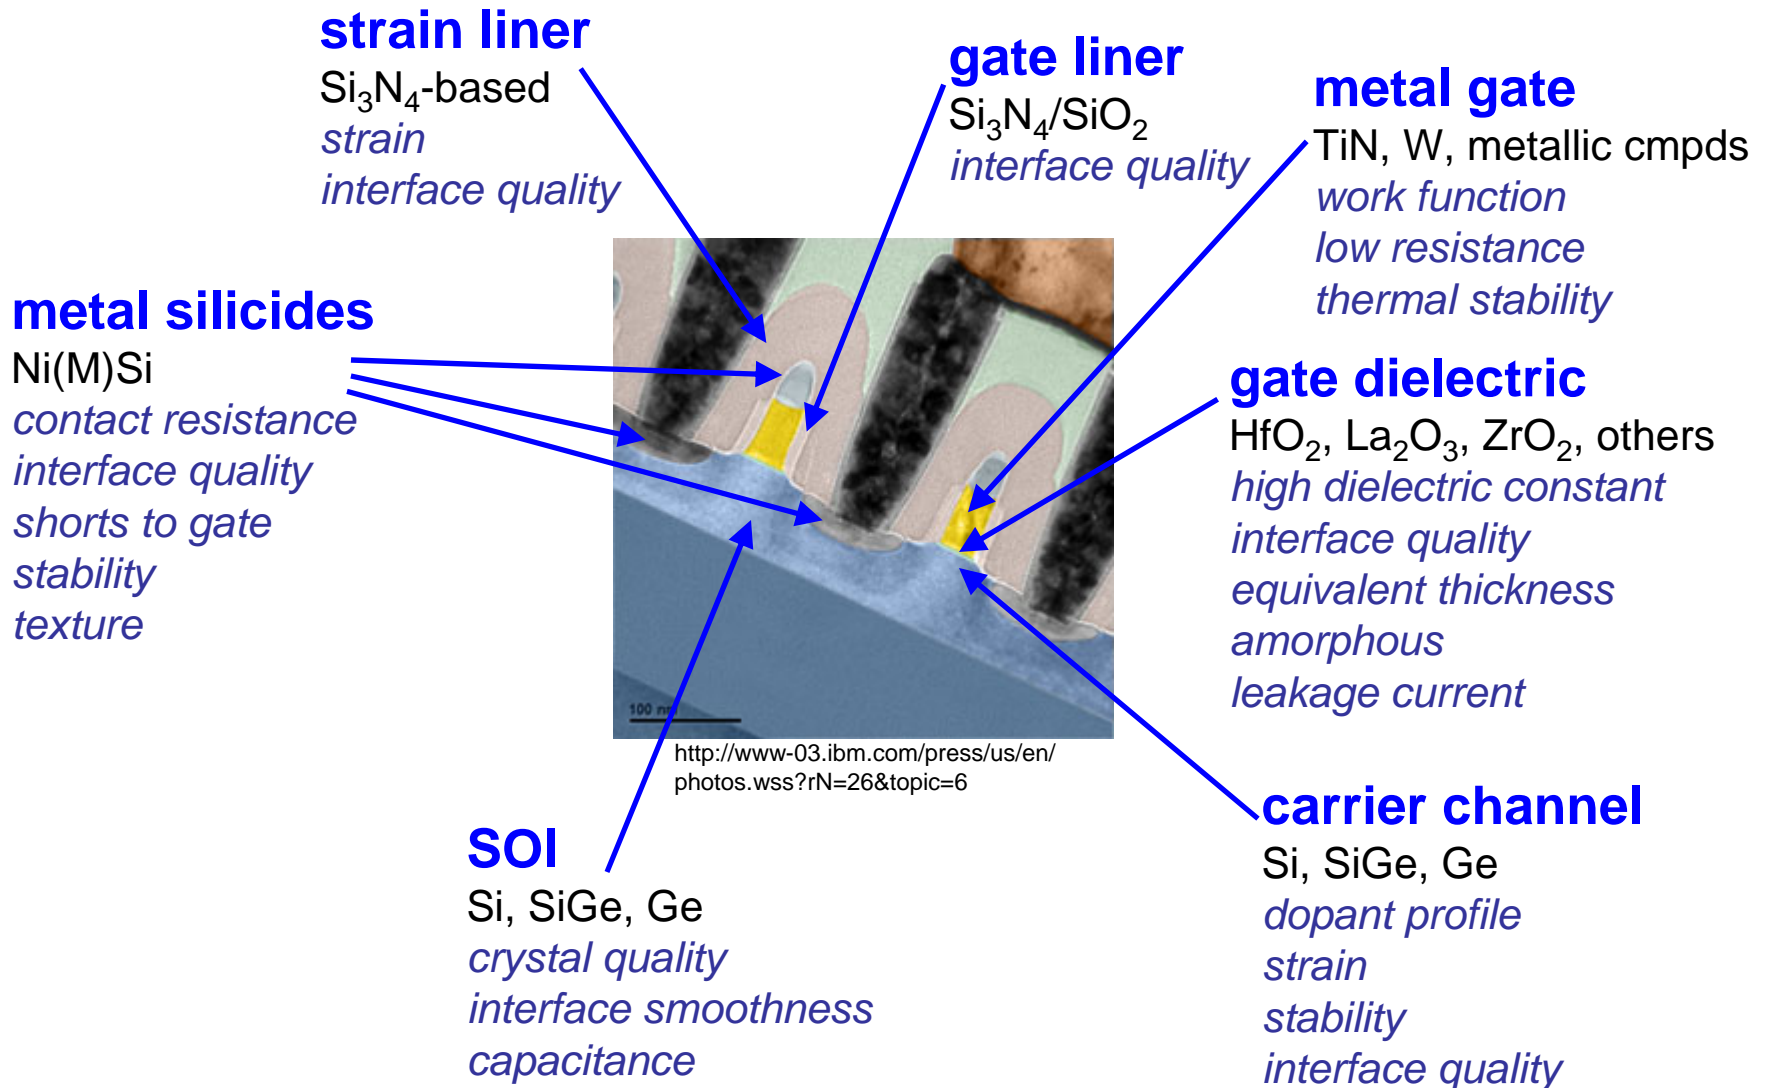 strain liner
Si₃N₄-based
strain
interface quality
gate liner
Si₃N₄/SiO₂
interface quality
metal gate
TiN, W, metallic cmpds
work function
low resistance
thermal stability
metal silicides
Ni(M)Si
contact resistance
interface quality
shorts to gate
stability
texture
gate dielectric
HfO₂, La₂O₃, ZrO₂, others
high dielectric constant
interface quality
equivalent thickness
amorphous
leakage current
100 nm
http://www-03.ibm.com/press/us/en/
photos.wss?rN=26&topic=6
SOI
Si, SiGe, Ge
crystal quality
interface smoothness
capacitance
carrier channel
Si, SiGe, Ge
dopant profile
strain
stability
interface quality